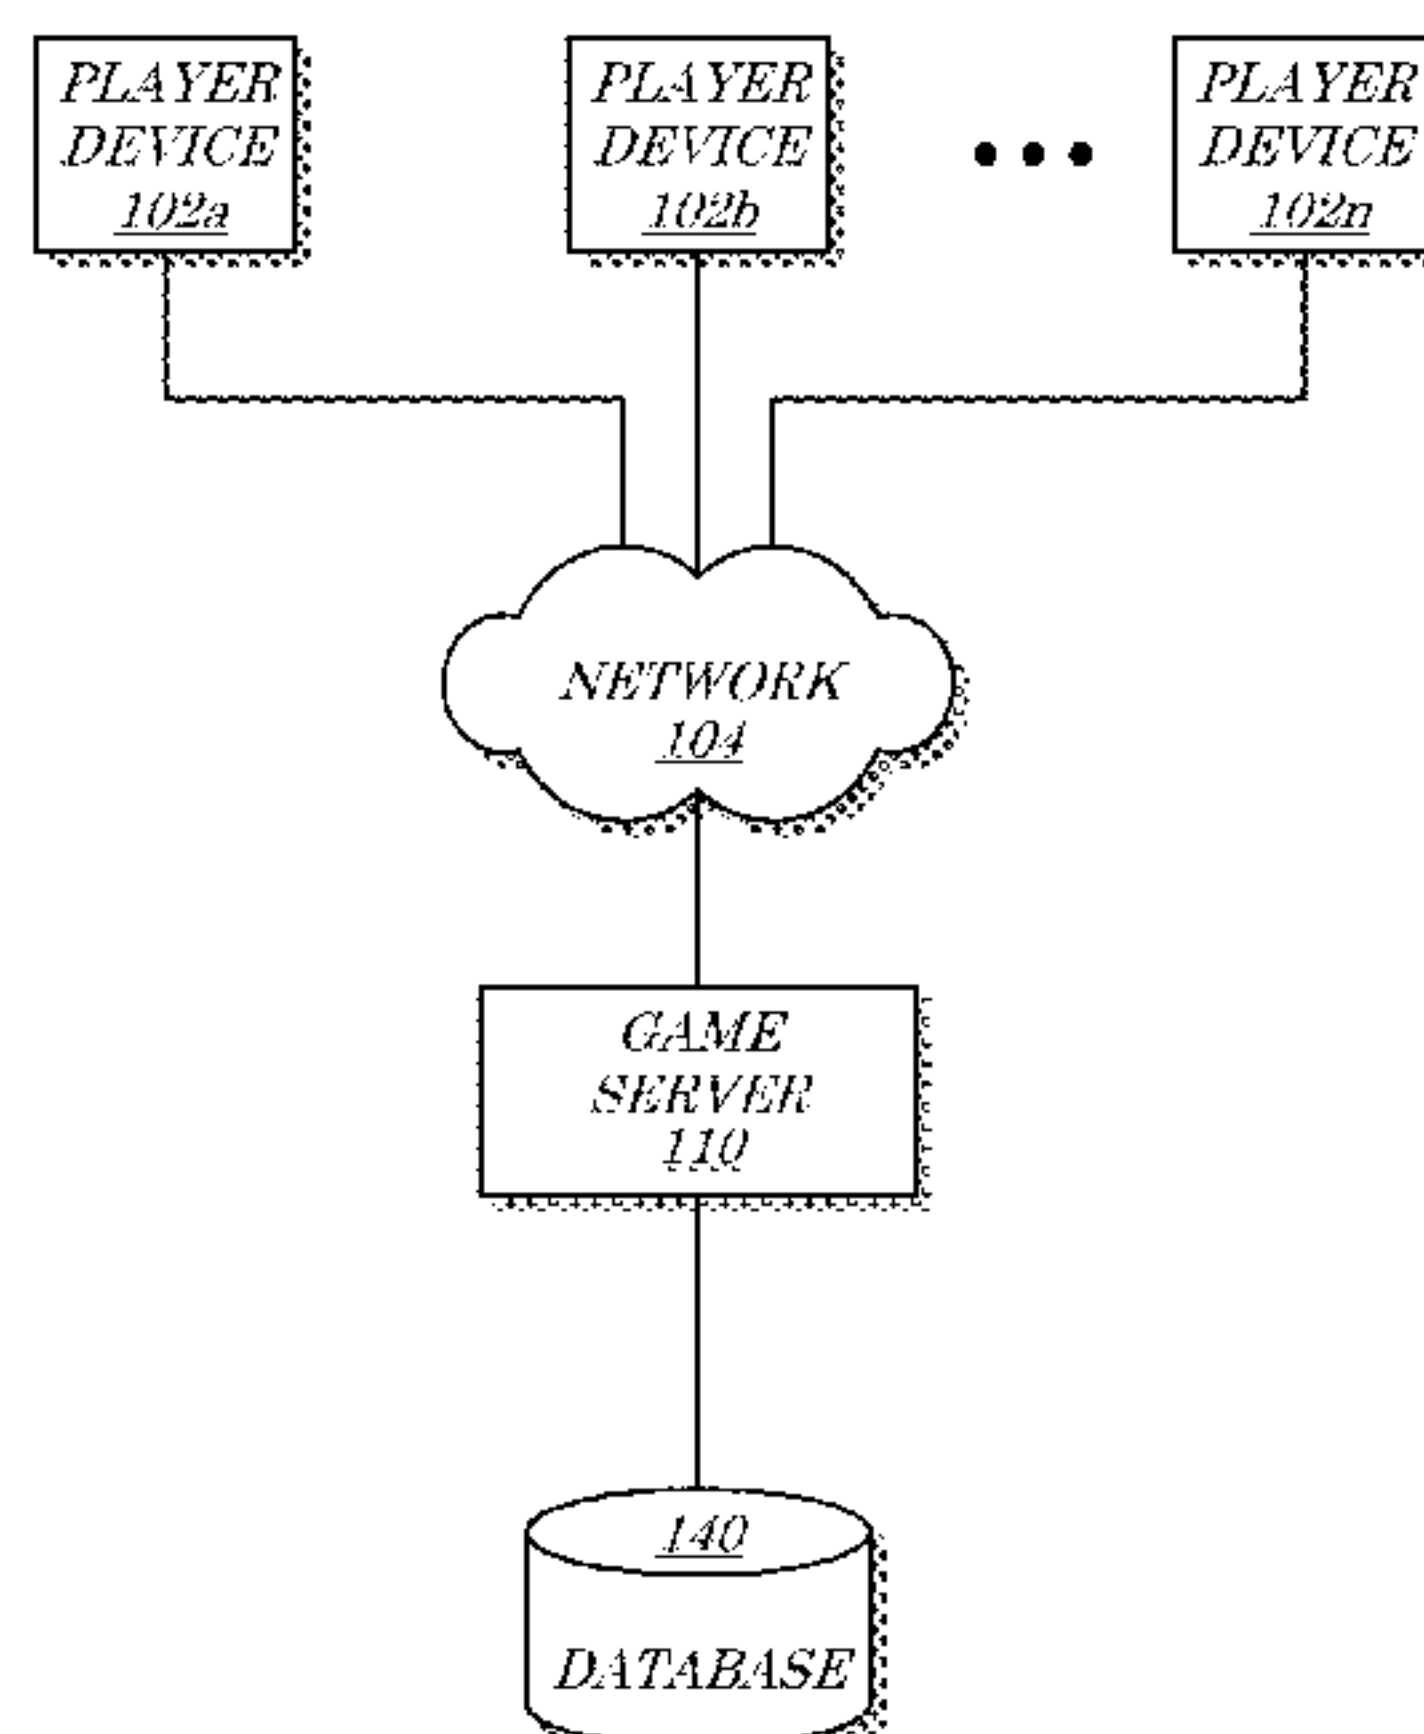 PLAYER
DEVICE
102a
PLAYER
DEVICE
102b
PLAYER
DEVICE
102n
NETWORK
104
GAME
SERVER
110
140
DATABASE